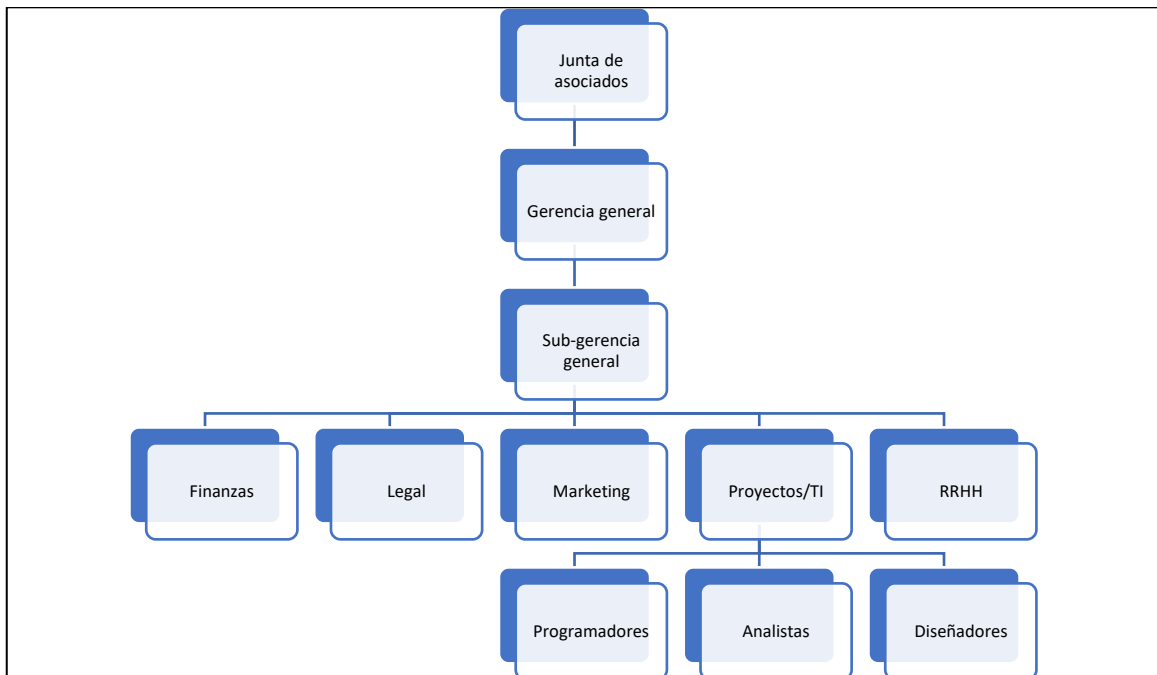 Junta de
asociados
Gerencia general
Sub-gerencia
general
Finanzas
Legal
Marketing
Proyectos/TI
RRHH
Programadores
Analistas
Diseñadores